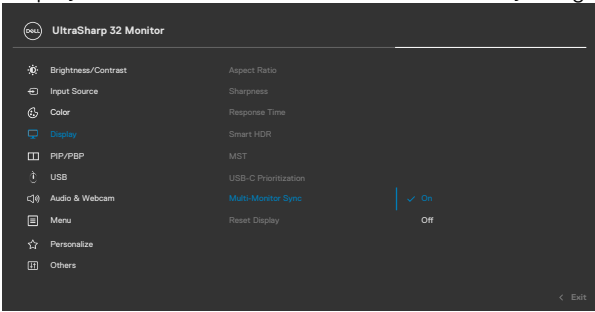 DELL UltraSharp 32 Monitor
Brightness/Contrast Aspect Ratio
Input Source Sharpness
Color Response Time
Display Smart HDR
PIP/PBP MST
USB USB-C Prioritization
Audio & Webcam Multi-Monitor Sync On
Menu Reset Display Off
Personalize
Others
Exit